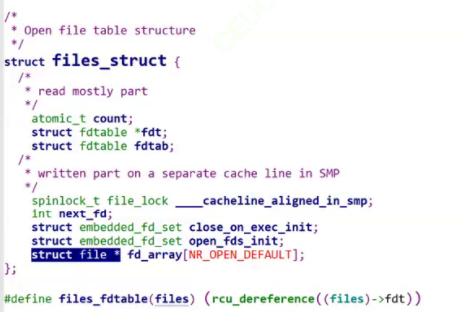 /*
 * Open file table structure
 */
struct files_struct {
  /*
   * read mostly part
   */
    atomic_t count;
    struct fdtable *fdt;
    struct fdtable fdtab;
  /*
   * written part on a separate cache line in SMP
   */
    spinlock_t file_lock ____cacheline_aligned_in_smp;
    int next_fd;
    struct embedded_fd_set close_on_exec_init;
    struct embedded_fd_set open_fds_init;
    struct file * fd_array[NR_OPEN_DEFAULT];
};
#define files_fdtable(files) (rcu_dereference((files)->fdt))